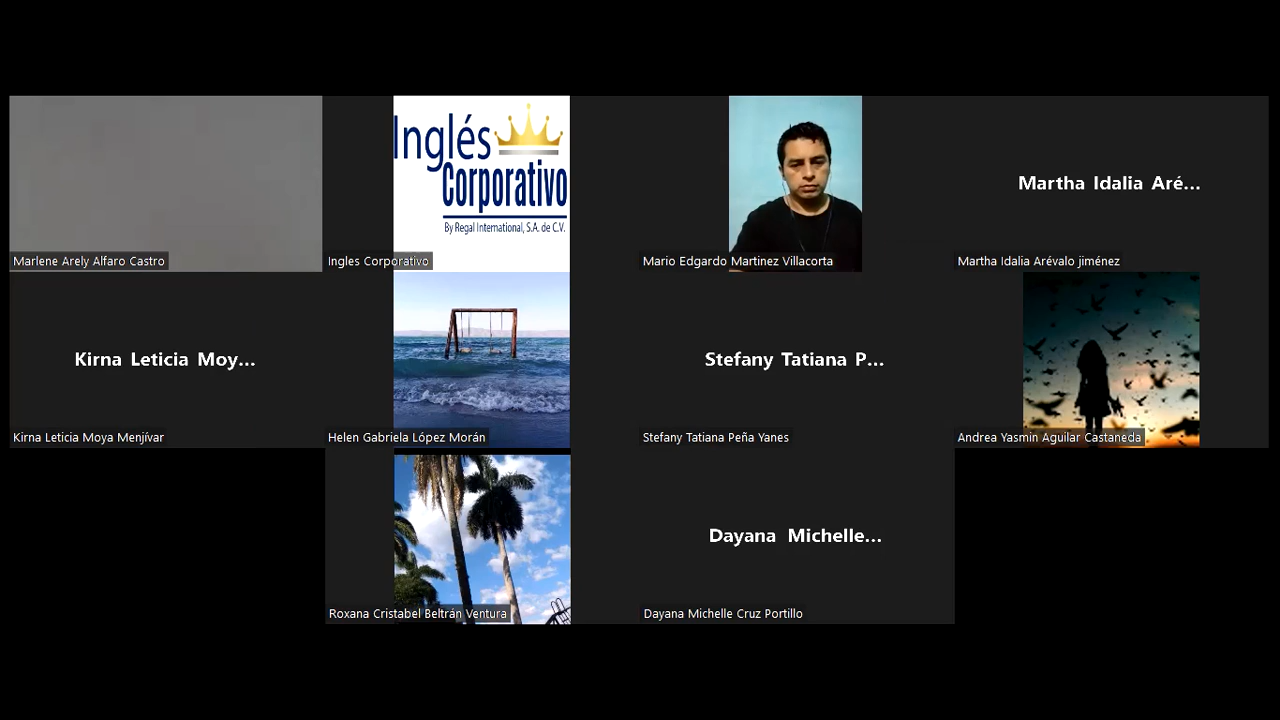 Inglés
Corporativo
By Regal International, S.A. de C.V.
Marlene Arely Alfaro Castro
Ingles Corporativo
Mario Edgardo Martinez Villacorta
Martha Idalia Aré...
Martha Idalia Arévalo jiménez
Kirna Leticia Moy...
Kirna Leticia Moya Menjívar
Helen Gabriela López Morán
Stefany Tatiana P...
Stefany Tatiana Peña Yanes
Andrea Yasmin Aguilar Castaneda
Roxana Cristabel Beltrán Ventura
Dayana Michelle...
Dayana Michelle Cruz Portillo